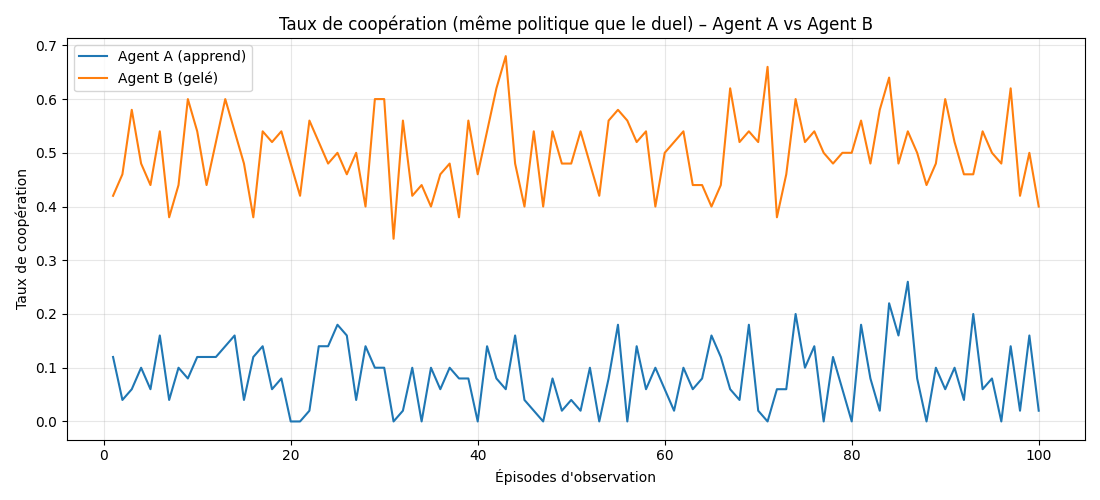 Taux de coopération (même politique que le duel) – Agent A vs Agent B
Agent A (apprend)
Agent B (gelé)
Taux de coopération
0.7
0.6
0.5
0.4
0.3
0.2
0.1
0.0
0 20 40 60 80 100
Épisodes d'observation